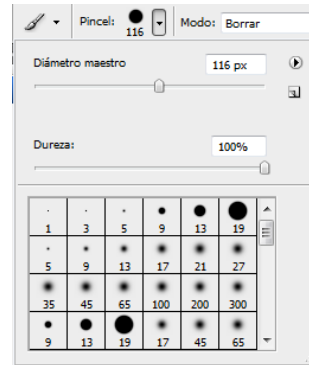 Pincel: 116 Modo: Borrar
Diámetro maestro 116 px
Dureza: 100%
1 3 5 9 13 19
5 9 13 17 21 27
35 45 65 100 200 300
9 13 19 17 45 65